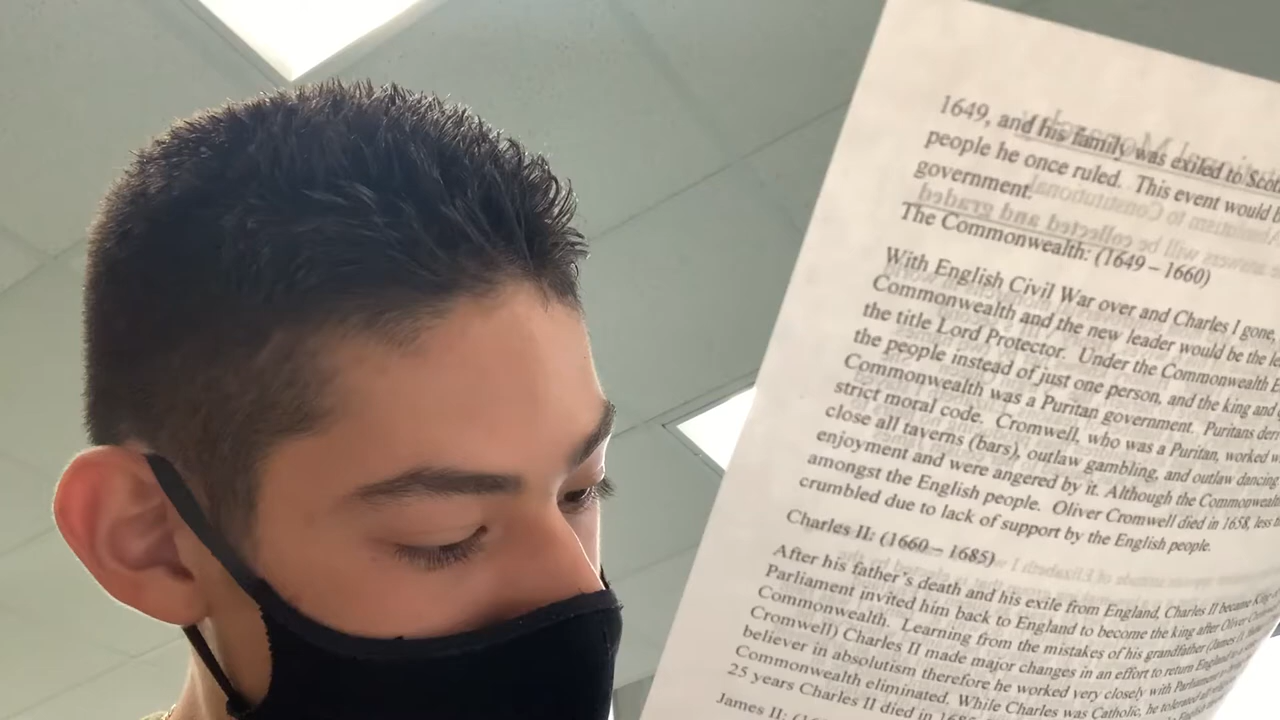 1649, and his family was exiled to
people he once ruled. This event would
government.
The Commonwealth: (1649 – 1660)
With English Civil War over and Charles I gone,
Commonwealth and the new leader would be the
the title Lord Protector. Under the Commonwealth
the people instead of just one person, and the king and
Commonwealth was a Puritan government. Puritans
strict moral code. Cromwell, who was a Puritan, worked
close all taverns (bars), outlaw gambling, and outlaw dancing.
enjoyment and were angered by it. Although the
amongst the English people. Oliver Cromwell died in 1658, less
crumbled due to lack of support by the English people.
Charles II: (1660 – 1685)
After his father's death and his exile from England, Charles II became King
Parliament invited him back to England to become the king after Oliver
Commonwealth. Learning from the mistakes of his grandfather (James I),
Cromwell) Charles II made major changes in an effort to return England
believer in absolutism therefore he worked very closely with Parliament
Commonwealth eliminated. While Charles was Catholic, he tolerated
25 years Charles II died in
James II: